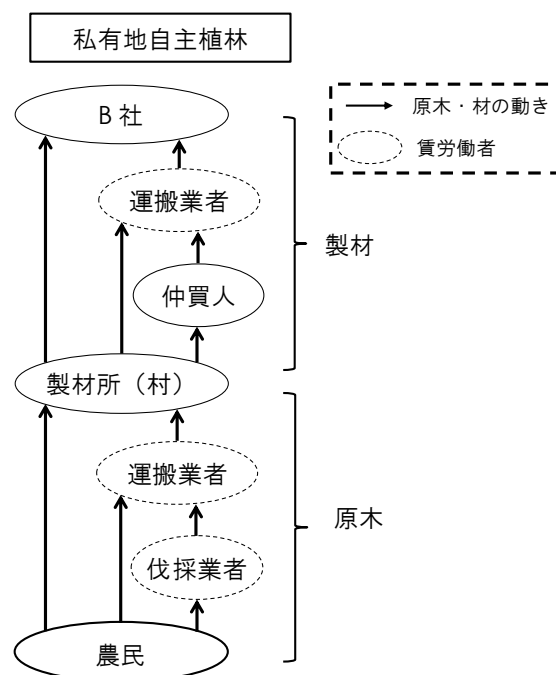 私有地自主植林
B 社
原木・材の動き
賃労働者
運搬業者
製材
仲買人
製材所（村）
運搬業者
原木
伐採業者
農民